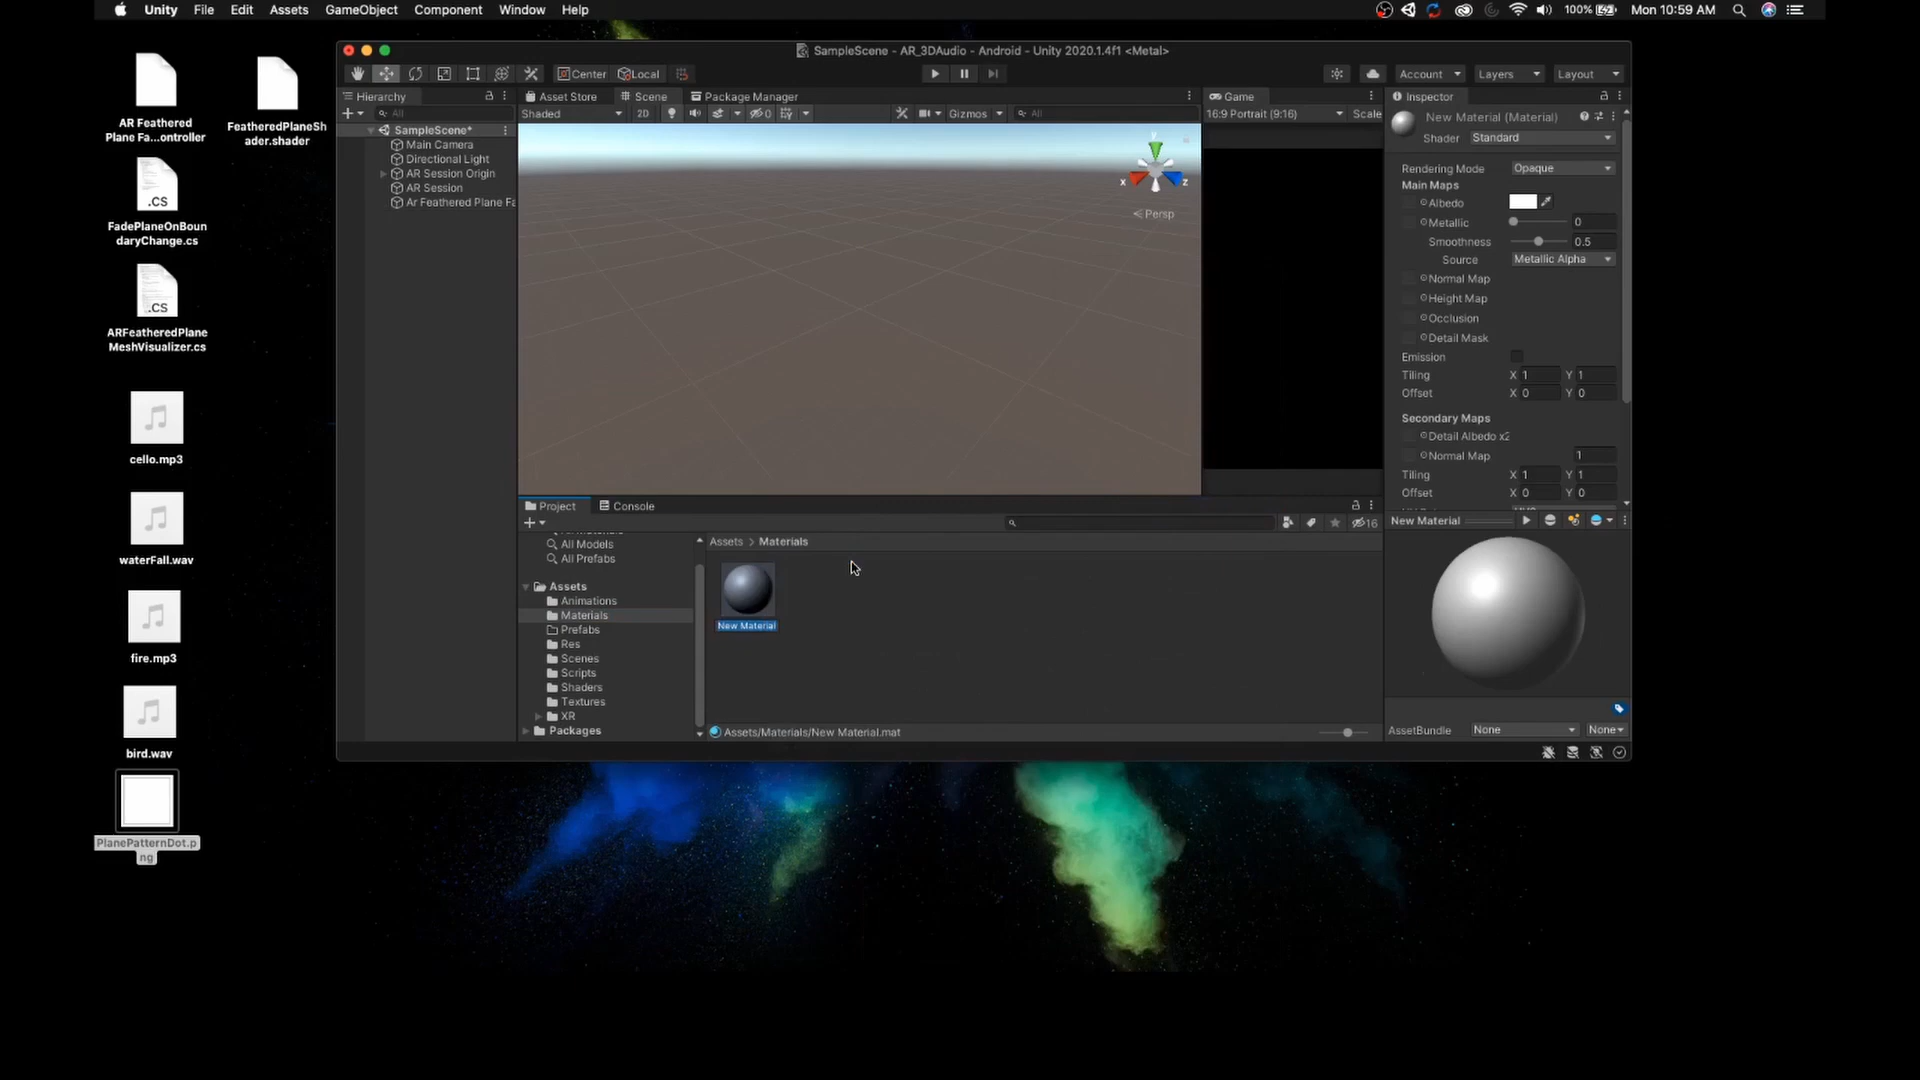 Unity File Edit Assets GameObject Component Window Help 100% Mon 10:59 AM
SampleScene - AR_3DAudio - Android - Unity 2020.1.4f1 <Metal>
Center Local Account Layers Layout
Hierarchy Asset Store Scene Package Manager Game Inspector
All Shaded 2D 0 Gizmos All 16:9 Portrait (9:16) Scale
SampleScene*
Main Camera
Directional Light
AR Session Origin
AR Session
Ar Feathered Plane Fa
y
x z
Persp
New Material (Material)
Shader Standard
Rendering Mode Opaque
Main Maps
Albedo
Metallic 0
Smoothness 0.5
Source Metallic Alpha
Normal Map
Height Map
Occlusion
Detail Mask
Emission
Tiling X 1 Y 1
Offset X 0 Y 0
Secondary Maps
Detail Albedo x2
Normal Map 1
Tiling X 1 Y 1
Offset X 0 Y 0
Project Console
16
All Models
All Prefabs
Assets
Animations
Materials
Prefabs
Res
Scenes
Scripts
Shaders
Textures
XR
Packages
Assets > Materials
New Material
Assets/Materials/New Material.mat
New Material
AssetBundle None None
AR Feathered
Plane Fa...ontroller
FeatheredPlaneSh
ader.shader
.CS
FadePlaneOnBoun
daryChange.cs
.CS
ARFeatheredPlane
MeshVisualizer.cs
cello.mp3
waterFall.wav
fire.mp3
bird.wav
PlanePatternDot.p
ng